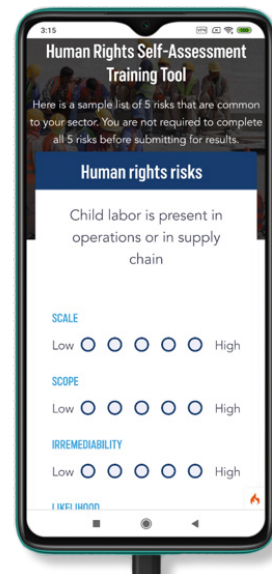 3:15
Human Rights Self-Assessment
Training Tool
Here is a sample list of 5 risks that are common
to your sector. You are not required to complete
all 5 risks before submitting for results.
Human rights risks
Child labor is present in
operations or in supply
chain
SCALE
Low High
SCOPE
Low High
IRREMEDIABILITY
Low High
LIKELIHOOD